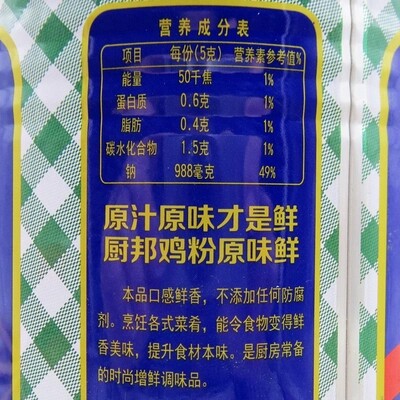 营养成分表
项目 每份(5克) 营养素参考值%
能量 50千焦 1%
蛋白质 0.6克 1%
脂肪 0.4克 1%
碳水化合物 1.5克 1%
钠 988毫克 49%
原汁原味才是鲜
厨邦鸡粉原味鲜
本品口感鲜香，不添加任何防腐
剂。烹饪各式菜肴，能令食物变得鲜
香美味，提升食材本味。是厨房常备
的时尚增鲜调味品。